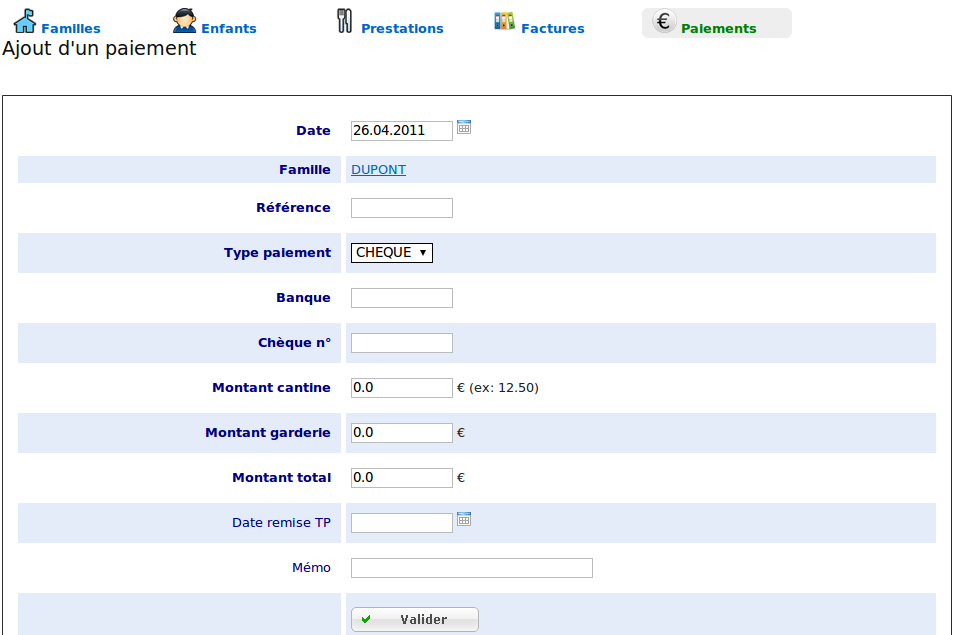 Familles Enfants Prestations Factures € Paiements
Ajout d'un paiement
Date 26.04.2011
Famille DUPONT
Référence
Type paiement CHEQUE
Banque
Chèque n°
Montant cantine 0.0 € (ex: 12.50)
Montant garderie 0.0 €
Montant total 0.0 €
Date remise TP
Mémo
Valider